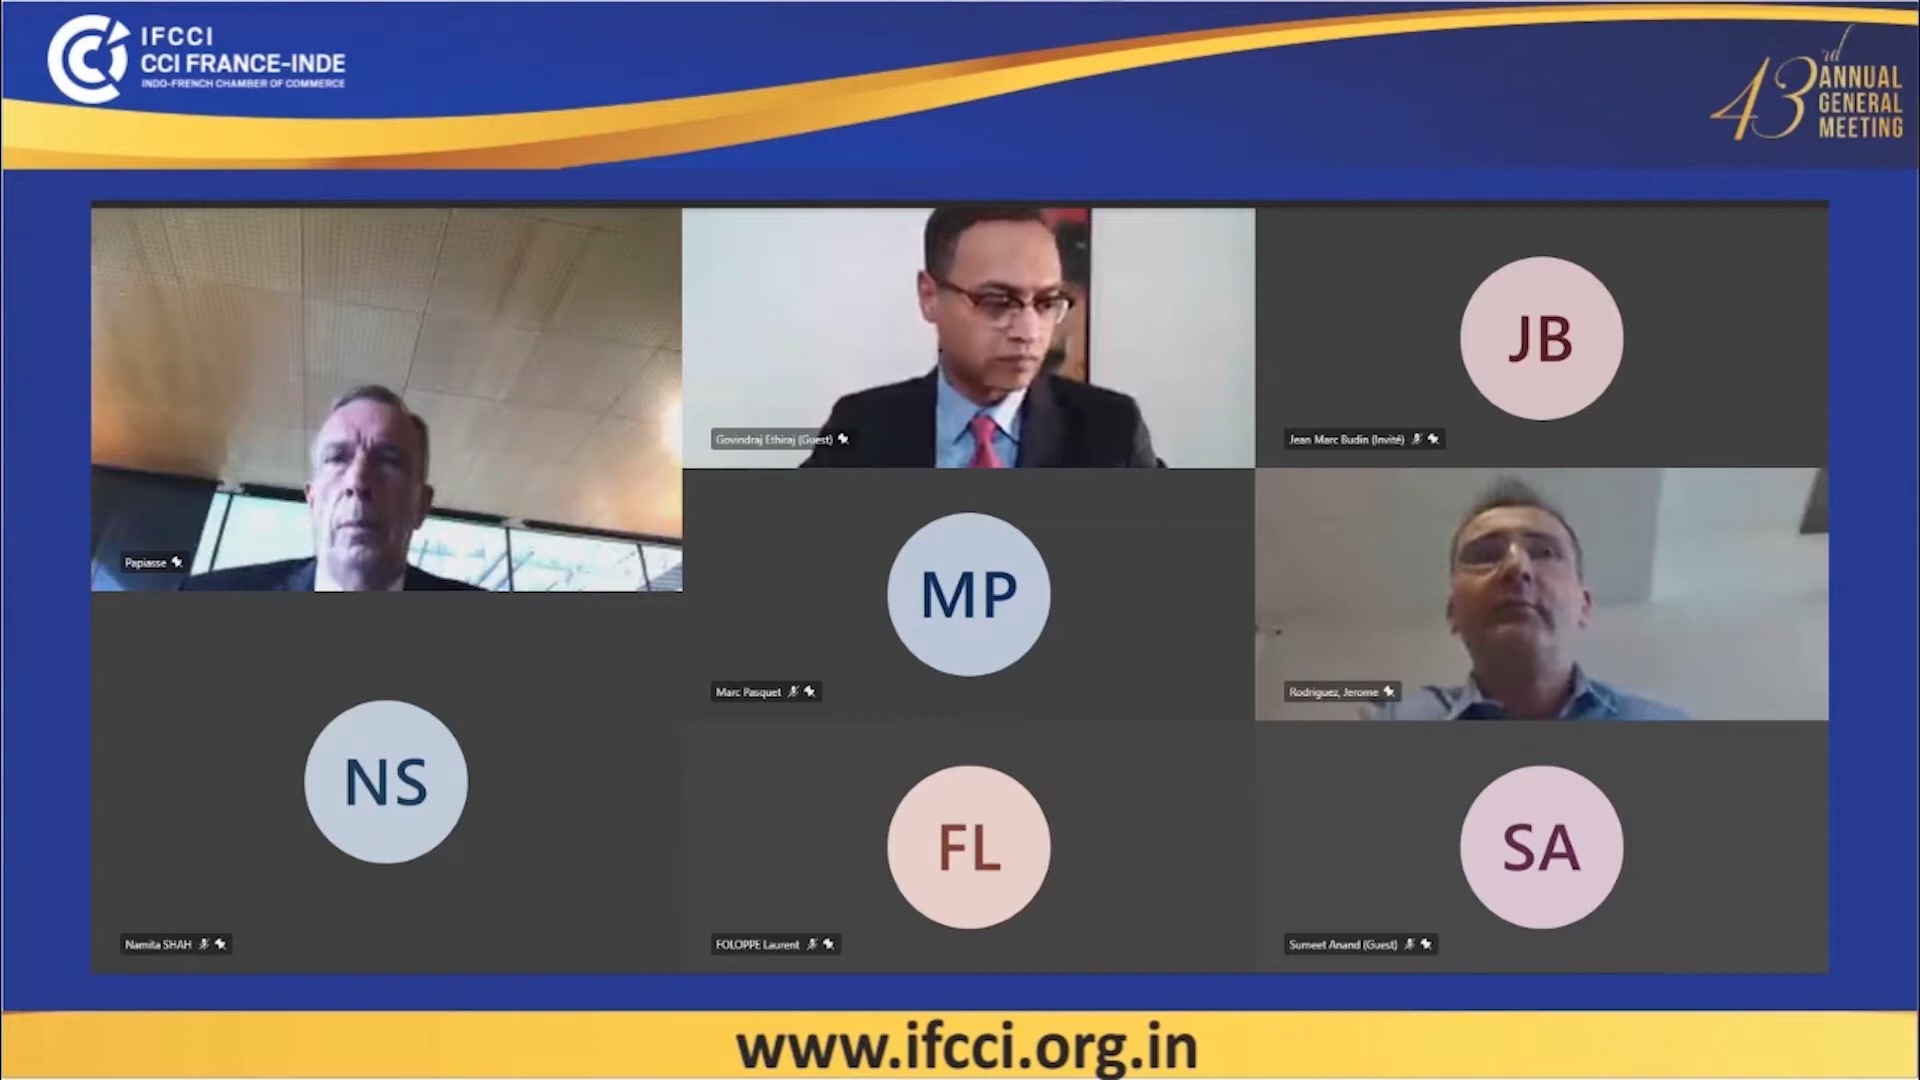 IFCCI
CCI FRANCE-INDE
INDO-FRENCH CHAMBER OF COMMERCE
43rd
ANNUAL
GENERAL
MEETING
Papiasse
Govindraj Ethiraj (Guest)
JB
Jean Marc Budin (Invité)
MP
Marc Pasquet
Rodriguez, Jerome
NS
Namita SHAH
FL
FOLOPPE Laurent
SA
Sumeet Anand (Guest)
www.ifcci.org.in